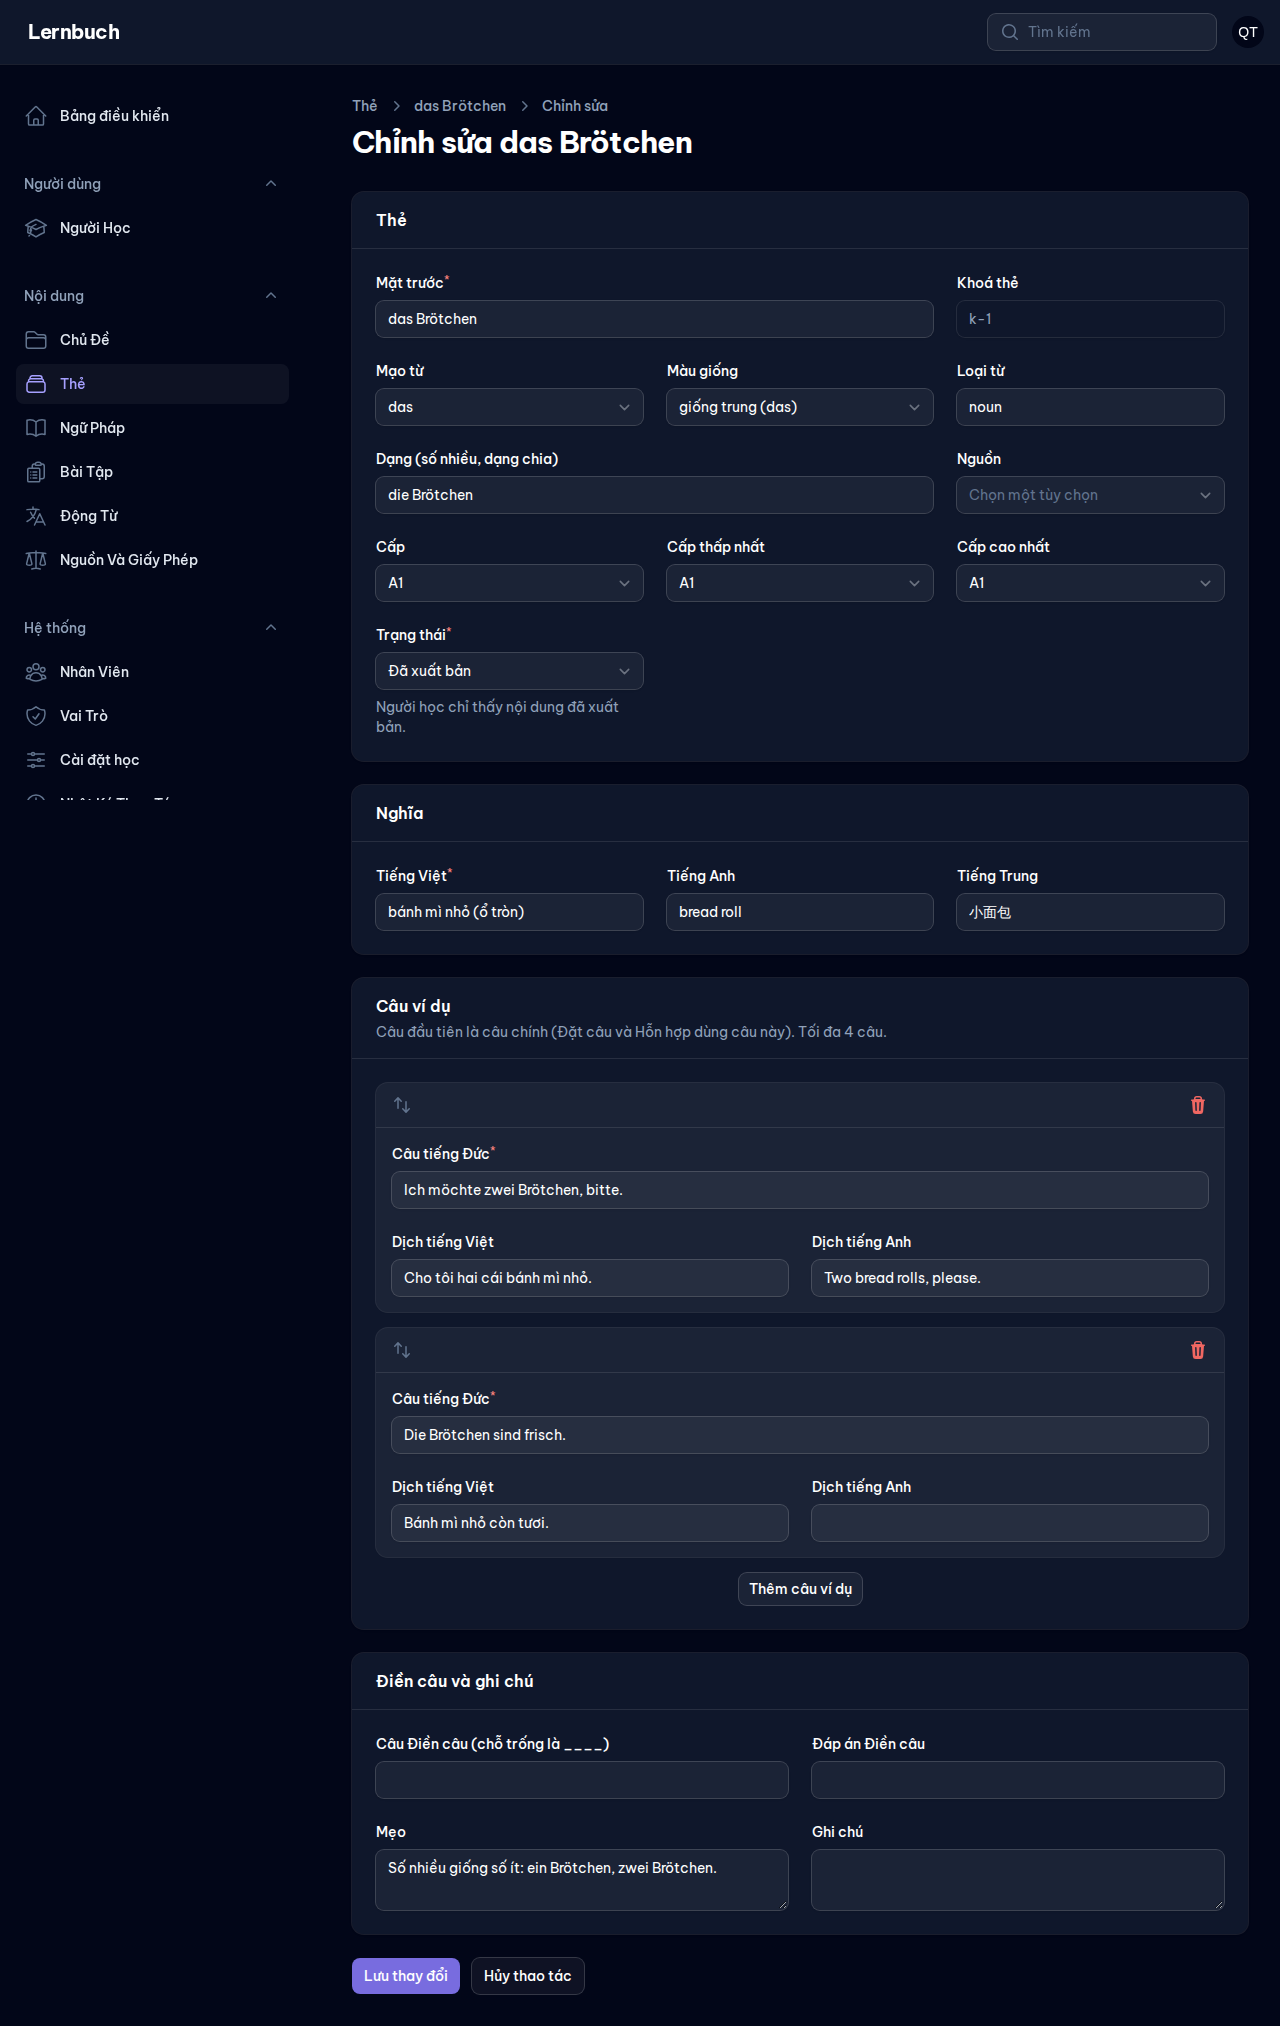 Lernbuch
Tìm kiếm
QT
Bảng điều khiển
Người dùng
Người Học
Nội dung
Chủ Đề
Thẻ
Ngữ Pháp
Bài Tập
Động Từ
Nguồn Và Giấy Phép
Hệ thống
Nhân Viên
Vai Trò
Cài đặt học
Thẻ > das Brötchen > Chỉnh sửa
Chỉnh sửa das Brötchen
Thẻ
Mặt trước*
Khoá thẻ
das Brötchen
k-1
Mạo từ
Màu giống
Loại từ
das
giống trung (das)
noun
Dạng (số nhiều, dạng chia)
Nguồn
die Brötchen
Chọn một tùy chọn
Cấp
Cấp thấp nhất
Cấp cao nhất
A1
A1
A1
Trạng thái*
Đã xuất bản
Người học chỉ thấy nội dung đã xuất
bản.
Nghĩa
Tiếng Việt*
Tiếng Anh
Tiếng Trung
bánh mì nhỏ (ổ tròn)
bread roll
小面包
Câu ví dụ
Câu đầu tiên là câu chính (Đặt câu và Hỗn hợp dùng câu này). Tối đa 4 câu.
Câu tiếng Đức*
Ich möchte zwei Brötchen, bitte.
Dịch tiếng Việt
Dịch tiếng Anh
Cho tôi hai cái bánh mì nhỏ.
Two bread rolls, please.
Câu tiếng Đức*
Die Brötchen sind frisch.
Dịch tiếng Việt
Dịch tiếng Anh
Bánh mì nhỏ còn tươi.
Thêm câu ví dụ
Điền câu và ghi chú
Câu Điền câu (chỗ trống là ____)
Đáp án Điền câu
Mẹo
Ghi chú
Số nhiều giống số ít: ein Brötchen, zwei Brötchen.
Lưu thay đổi
Hủy thao tác